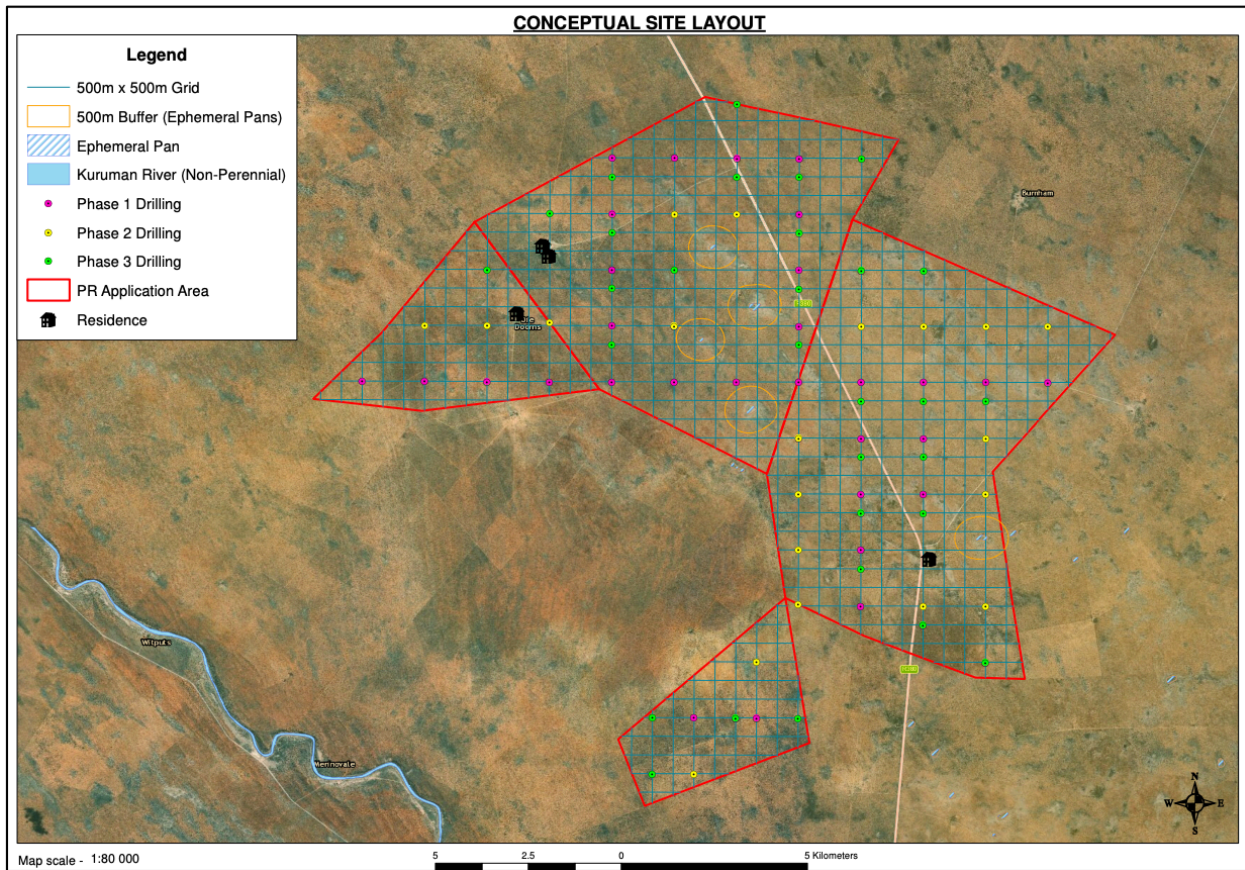 CONCEPTUAL SITE LAYOUT
Legend
500m x 500m Grid
500m Buffer (Ephemeral Pans)
Ephemeral Pan
Kuruman River (Non-Perennial)
Phase 1 Drilling
Phase 2 Drilling
Phase 3 Drilling
PR Application Area
Residence
Burnham
Dooms
Witputs
Mennovale
N
W
E
S
Map scale - 1:80 000
5
2.5
0
5 Kilometers